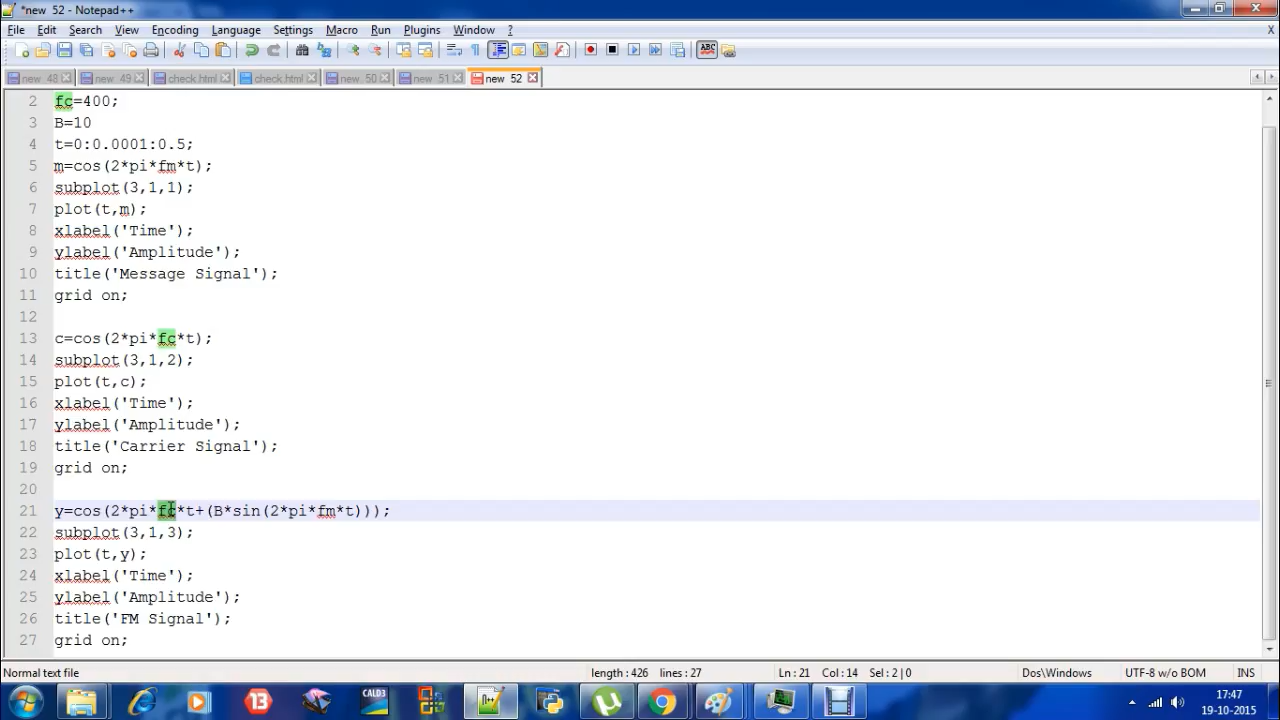 *new 52 - Notepad++
File Edit Search View Encoding Language Settings Macro Run Plugins Window ? X
new 48 new 49 check.html check.html new 50 new 51 new 52
2 fc=400;
3 B=10
4 t=0:0.0001:0.5;
5 m=cos(2*pi*fm*t);
6 subplot(3,1,1);
7 plot(t,m);
8 xlabel('Time');
9 ylabel('Amplitude');
10 title('Message Signal');
11 grid on;
12
13 c=cos(2*pi*fc*t);
14 subplot(3,1,2);
15 plot(t,c);
16 xlabel('Time');
17 ylabel('Amplitude');
18 title('Carrier Signal');
19 grid on;
20
21 y=cos(2*pi*fc*t+(B*sin(2*pi*fm*t)));
22 subplot(3,1,3);
23 plot(t,y);
24 xlabel('Time');
25 ylabel('Amplitude');
26 title('FM Signal');
27 grid on;
Normal text file length : 426 lines : 27 Ln : 21 Col : 14 Sel : 2 | 0 Dos\Windows UTF-8 w/o BOM INS
13 CALD3 17:47
19-10-2015